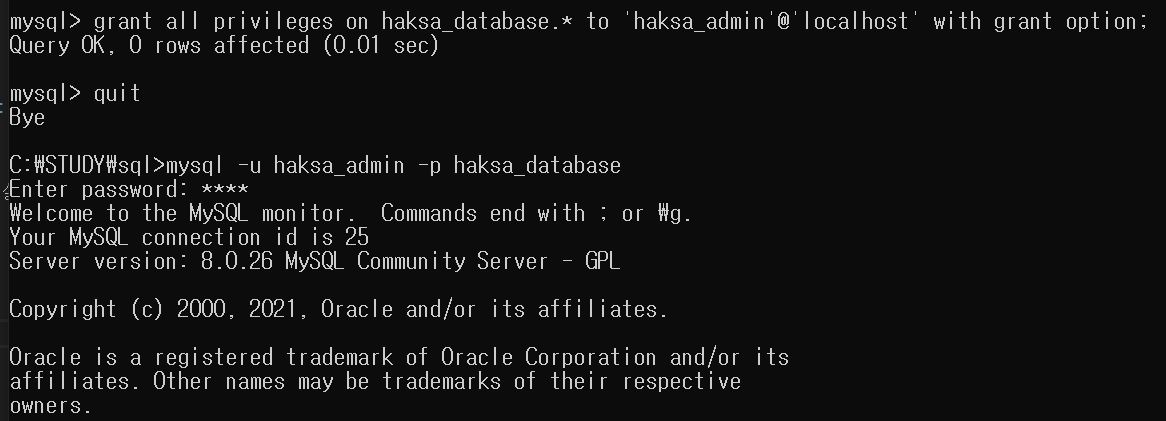 mysql> grant all privileges on haksa_database.* to 'haksa_admin'@'localhost' with grant option;
Query OK, 0 rows affected (0.01 sec)
mysql> quit
Bye
C:₩STUDY₩sql>mysql -u haksa_admin -p haksa_database
Enter password: ****
Welcome to the MySQL monitor.  Commands end with ; or ₩g.
Your MySQL connection id is 25
Server version: 8.0.26 MySQL Community Server - GPL
Copyright (c) 2000, 2021, Oracle and/or its affiliates.
Oracle is a registered trademark of Oracle Corporation and/or its
affiliates. Other names may be trademarks of their respective
owners.